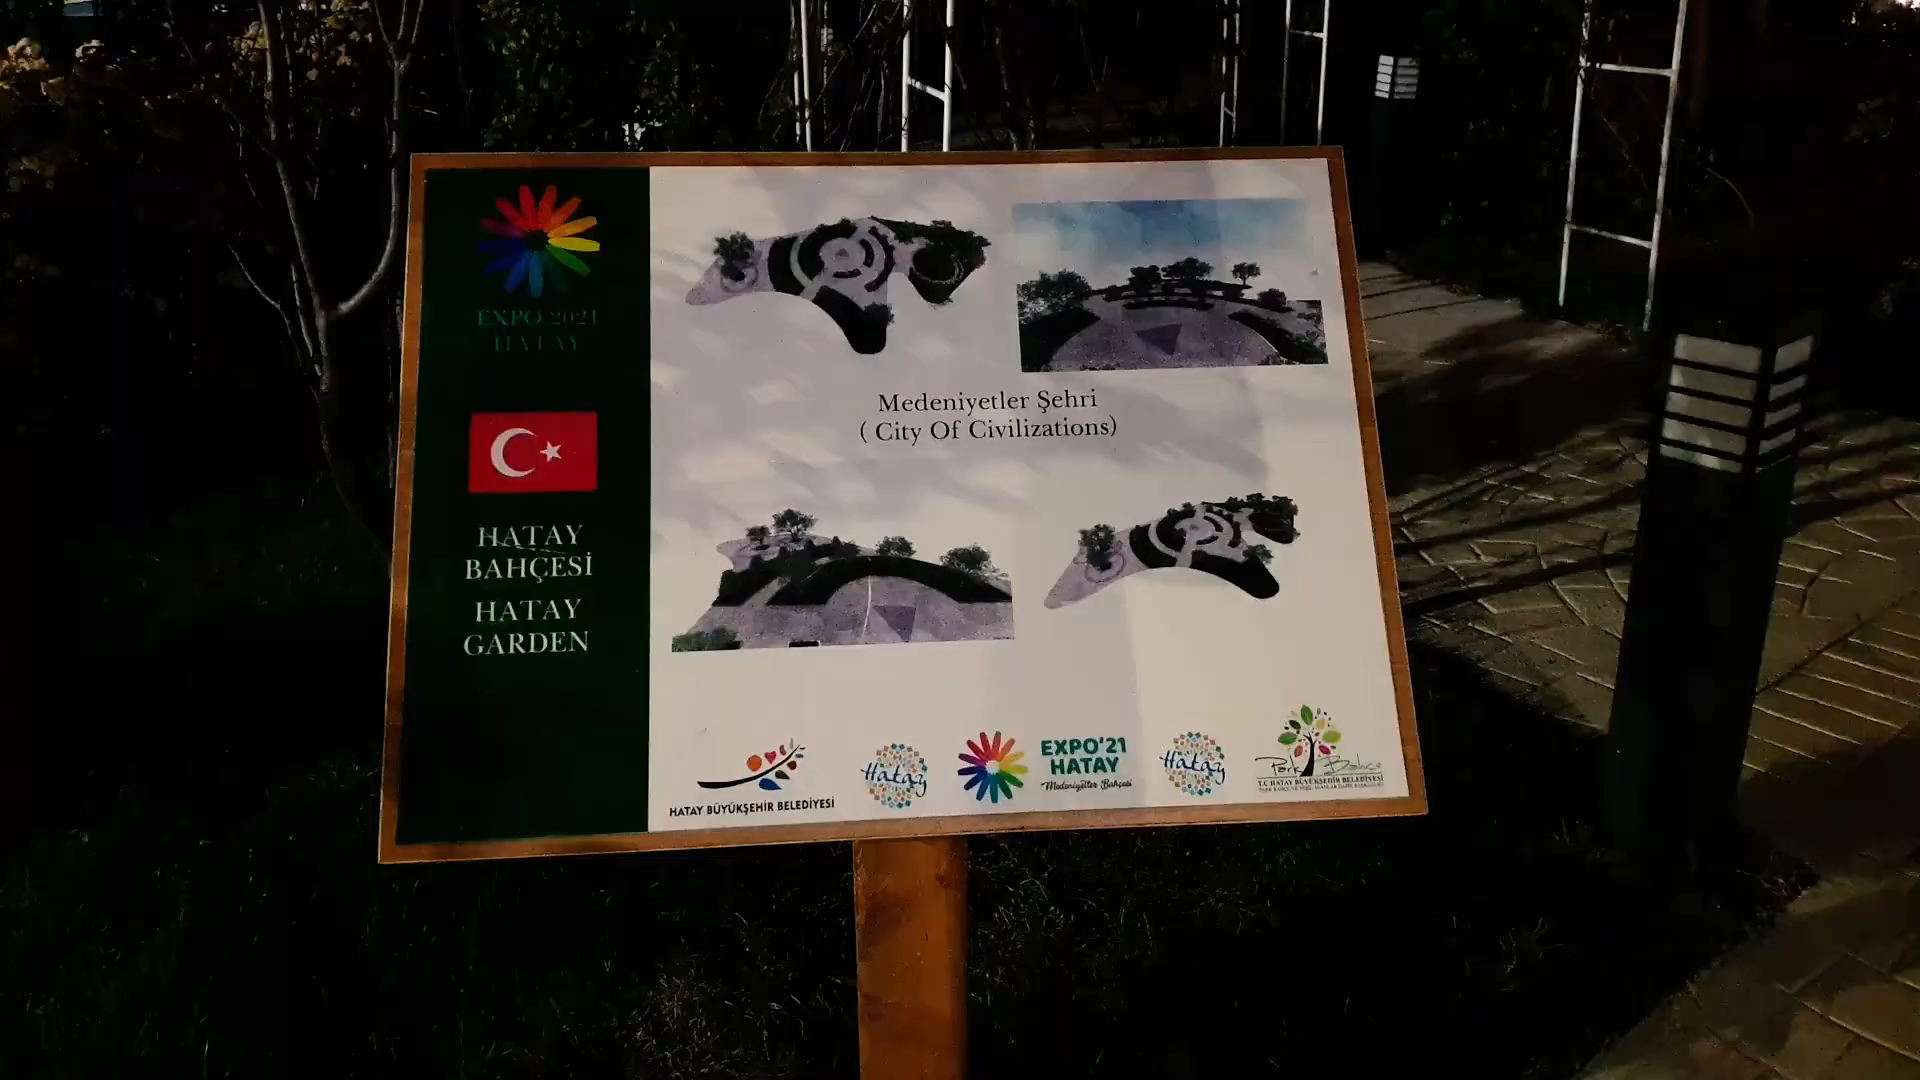 EXPO 2021
HATAY
HATAY
BAHÇESİ
HATAY
GARDEN
Medeniyetler Şehri
( City Of Civilizations)
HATAY BÜYÜKŞEHİR BELEDİYESİ
Hatay
EXPO'21
HATAY
Medeniyetler Bahçesi
Hatay
Park Bahçe
T.C HATAY BÜYÜKŞEHİR BELEDİYESİ